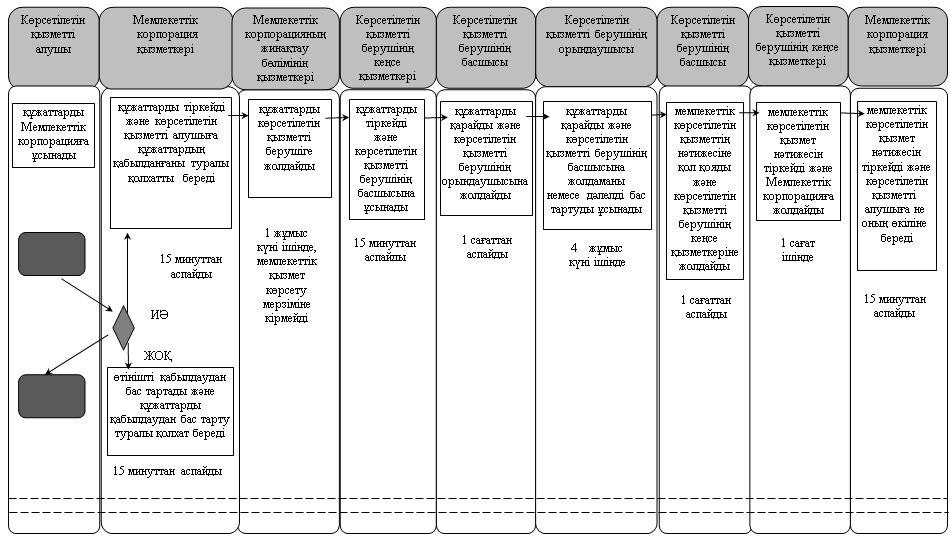 Көрсетілетін
қызметті
алушы
Мемлекеттік
корпорация
қызметкері
Мемлекеттік
корпорацияның
жинақтау
бөлімінің
қызметкері
Көрсетілетін
қызметті
берушінің
кеңсе
қызметкері
Көрсетілетін
қызметті
берушінің
басшысы
Көрсетілетін
қызметті берушінің
орындаушысы
Көрсетілетін
қызметті
берушінің
басшысы
Көрсетілетін
қызметті
берушінің кеңсе
қызметкері
Мемлекеттік
корпорация
қызметкері
құжаттарды
Мемлекеттік
корпорацияға
ұсынады
құжаттарды тіркейді
және көрсетілетін
қызметті алушыға
құжаттардың
қабылданғаны туралы
қолхатты береді
15 минуттан
аспайды
ИӘ
ЖОҚ
өтінішті қабылдаудан
бас тартады және
құжаттарды
қабылдаудан бас тарту
туралы қолхат береді
15 минуттан аспайды
құжаттарды
көрсетілетін
қызметті
берушіге
жолдайды
1 жұмыс
күні ішінде,
мемлекеттік
қызмет
көрсету
мерзіміне
кірмейді
құжаттарды
тіркейді
және
көрсетілетін
қызметті
берушінің
басшысына
ұсынады
15 минуттан
аспайды
құжаттарды
қарайды және
көрсетілетін
қызметті
берушінің
орындаушысына
жолдайды
1 сағаттан
аспайды
құжаттарды
қарайды және
көрсетілетін
қызметті берушінің
басшысына
жолдаманы
немесе дәлелді бас
тартуды ұсынады
4 жұмыс
күні ішінде
мемлекеттік
көрсетілетін
қызметтің
нәтижесіне
қол қояды
және
көрсетілетін
қызметті
берушінің
кеңсе
қызметкеріне
жолдайды
1 сағаттан
аспайды
мемлекеттік
көрсетілетін
қызмет
нәтижесін
тіркейді және
Мемлекеттік
корпорацияға
жолдайды
1 сағат
ішінде
мемлекеттік
көрсетілетін
қызмет
нәтижесін
тіркейді және
көрсетілетін
қызметті
алушыға не
оның өкіліне
береді
15 минуттан
аспайды